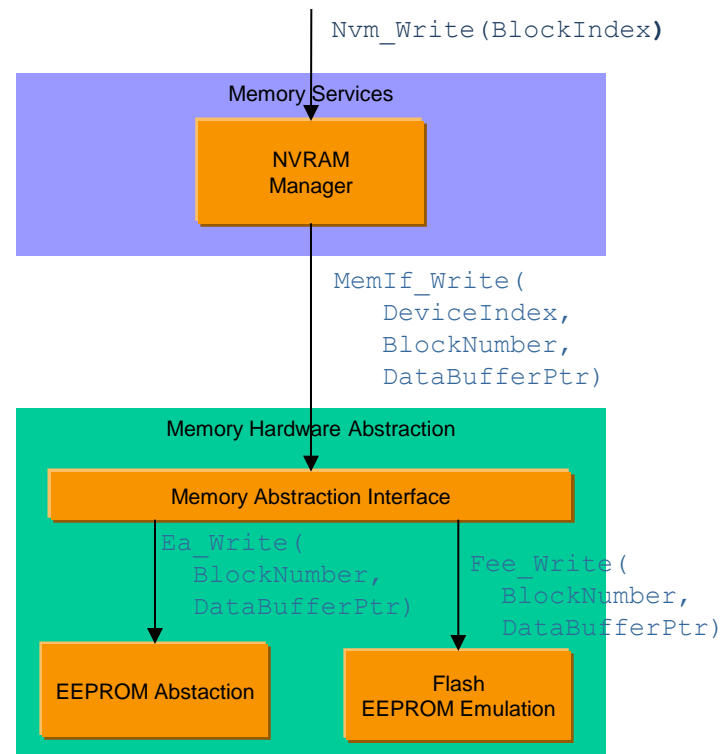 Nvm_Write(BlockIndex)
Memory Services
NVRAM
Manager
MemIf_Write(
DeviceIndex,
BlockNumber,
DataBufferPtr)
Memory Hardware Abstraction
Memory Abstraction Interface
Ea_Write(
BlockNumber,
DataBufferPtr)
Fee_Write(
BlockNumber,
DataBufferPtr)
EEPROM Abstaction
Flash
EEPROM Emulation